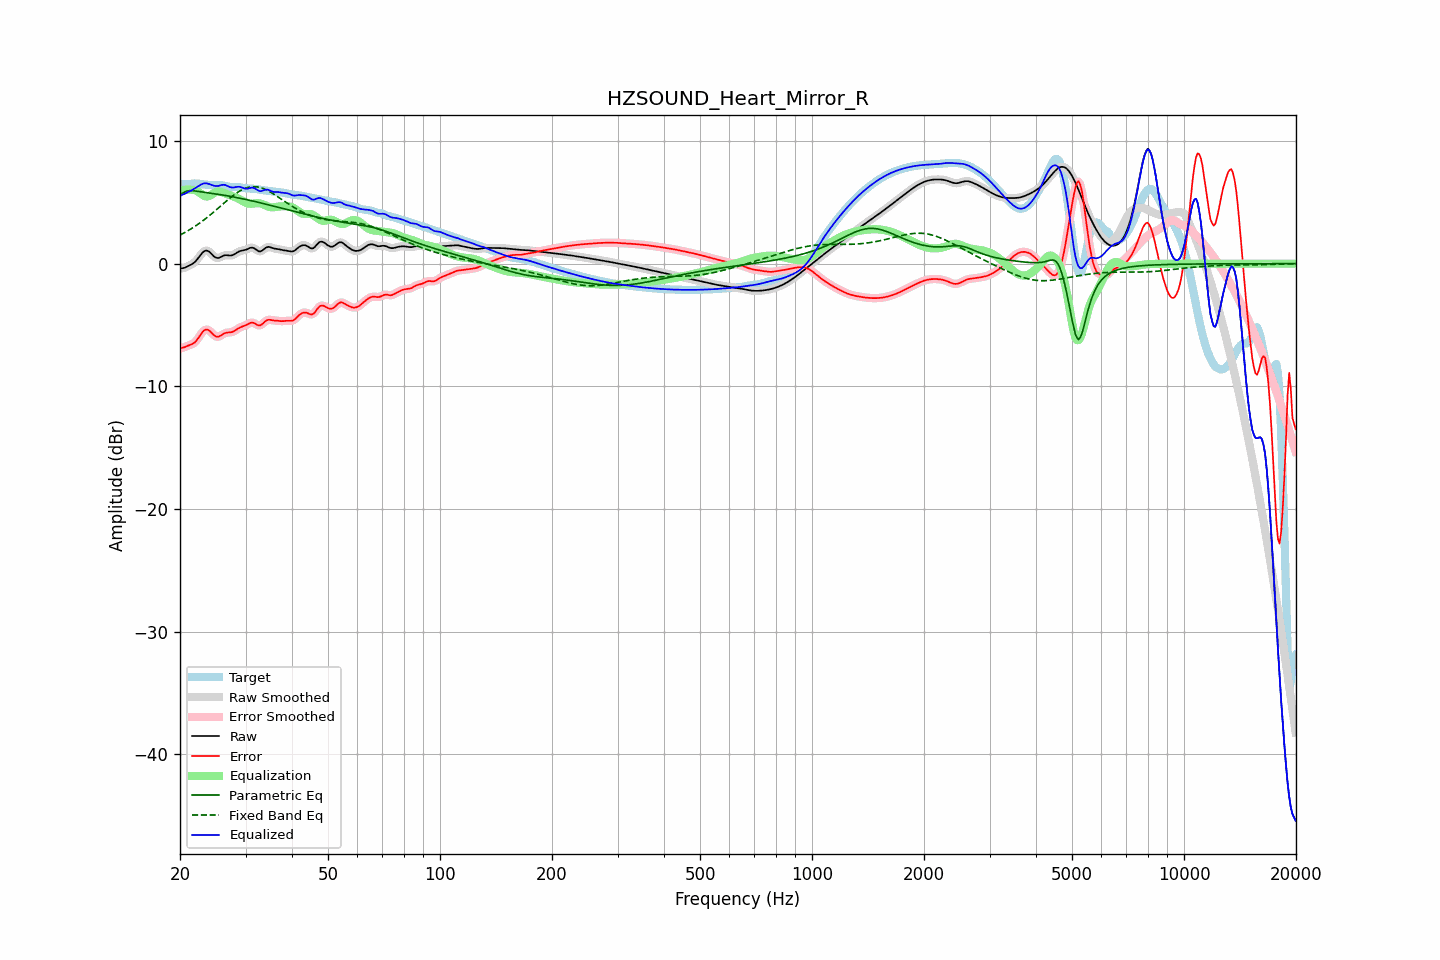 HZSOUND_Heart_Mirror_R
10
0
−10
−20
−30
−40
Amplitude (dBr)
Target
Raw Smoothed
Error Smoothed
Raw
Error
Equalization
Parametric Eq
Fixed Band Eq
Equalized
20 50 100 200 500 1000 2000 5000 10000 20000
Frequency (Hz)